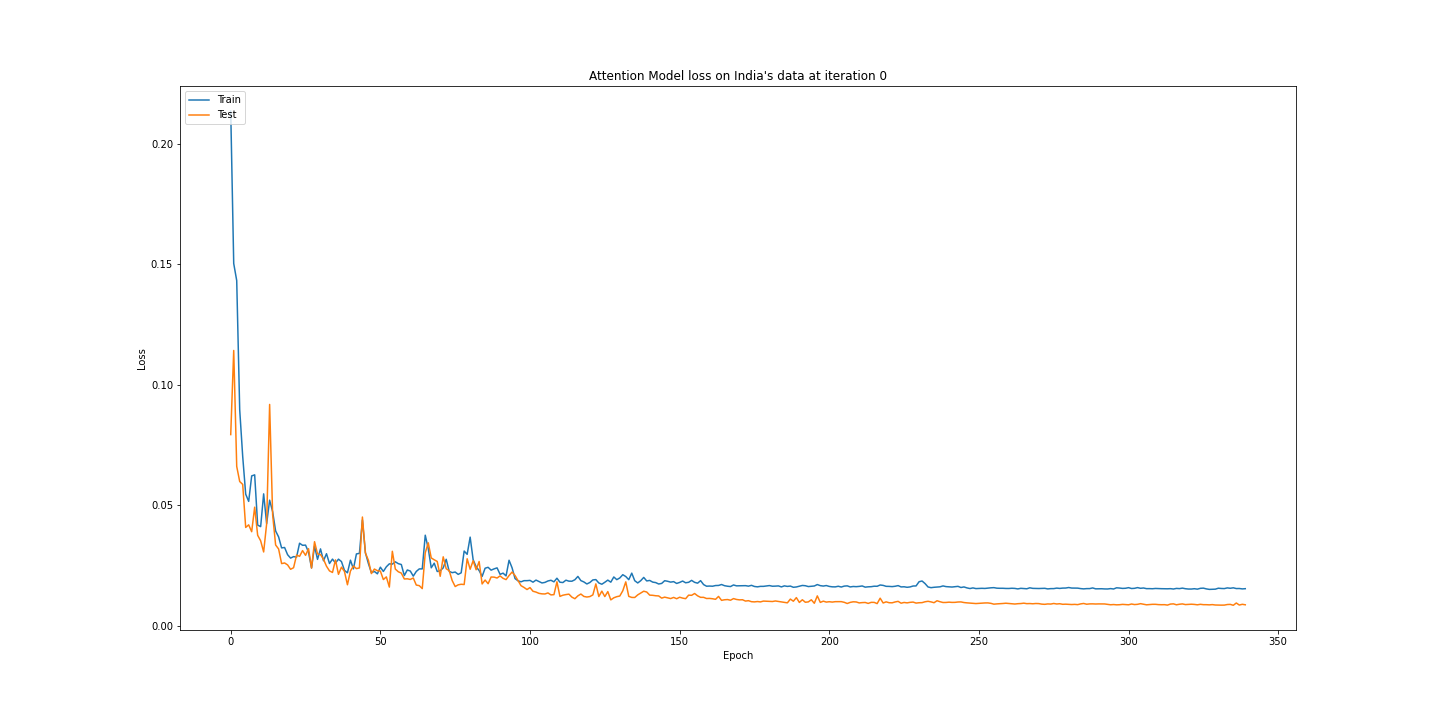 Attention Model loss on India's data at iteration 0
Train
Test
0.20
0.15
0.10
0.05
0.00
Loss
0 50 100 150 200 250 300 350
Epoch